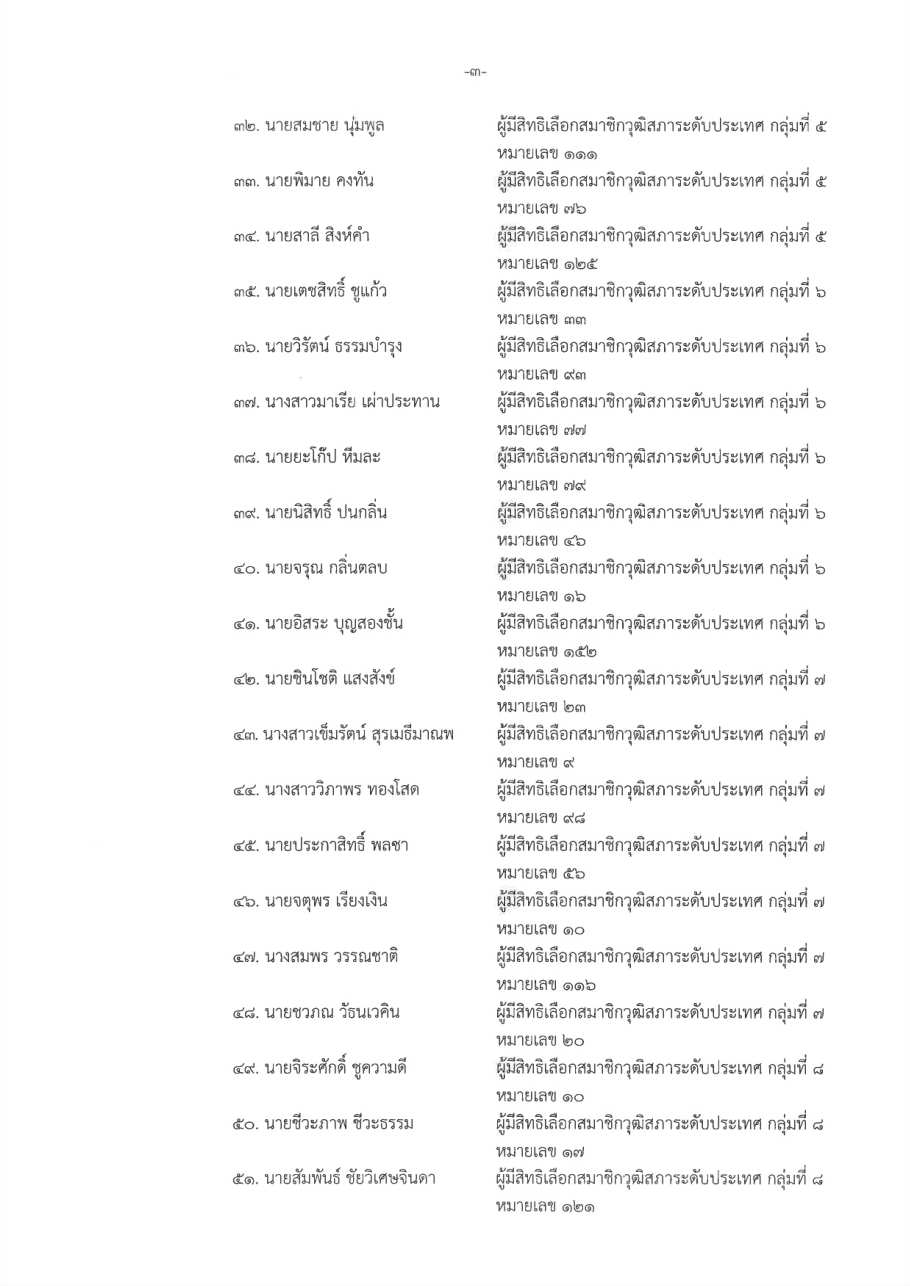 -๓-
๓๒. นายสมชาย นุ่มพูล ผู้มีสิทธิเลือกสมาชิกวุฒิสภาระดับประเทศ กลุ่มที่ ๕
หมายเลข ๑๑๑
๓๓. นายพิมาย คงทัน ผู้มีสิทธิเลือกสมาชิกวุฒิสภาระดับประเทศ กลุ่มที่ ๕
หมายเลข ๗๖
๓๔. นายสาลี สิงห์คำ ผู้มีสิทธิเลือกสมาชิกวุฒิสภาระดับประเทศ กลุ่มที่ ๕
หมายเลข ๑๒๕
๓๕. นายเตชสิทธิ์ ชูแก้ว ผู้มีสิทธิเลือกสมาชิกวุฒิสภาระดับประเทศ กลุ่มที่ ๖
หมายเลข ๓๓
๓๖. นายวิรัตน์ ธรรมบำรุง ผู้มีสิทธิเลือกสมาชิกวุฒิสภาระดับประเทศ กลุ่มที่ ๖
หมายเลข ๙๓
๓๗. นางสาวมาเรีย เผ่าประทาน ผู้มีสิทธิเลือกสมาชิกวุฒิสภาระดับประเทศ กลุ่มที่ ๖
หมายเลข ๗๗
๓๘. นายยะโก๊ป หีมละ ผู้มีสิทธิเลือกสมาชิกวุฒิสภาระดับประเทศ กลุ่มที่ ๖
หมายเลข ๗๙
๓๙. นายนิสิทธิ์ ปนกลิ่น ผู้มีสิทธิเลือกสมาชิกวุฒิสภาระดับประเทศ กลุ่มที่ ๖
หมายเลข ๔๖
๔๐. นายจรุณ กลิ่นตลบ ผู้มีสิทธิเลือกสมาชิกวุฒิสภาระดับประเทศ กลุ่มที่ ๖
หมายเลข ๑๖
๔๑. นายอิสระ บุญสองชั้น ผู้มีสิทธิเลือกสมาชิกวุฒิสภาระดับประเทศ กลุ่มที่ ๖
หมายเลข ๑๕๒
๔๒. นายชินโชติ แสงสังข์ ผู้มีสิทธิเลือกสมาชิกวุฒิสภาระดับประเทศ กลุ่มที่ ๗
หมายเลข ๒๓
๔๓. นางสาวเข็มรัตน์ สุรเมธีมาณพ ผู้มีสิทธิเลือกสมาชิกวุฒิสภาระดับประเทศ กลุ่มที่ ๗
หมายเลข ๙
๔๔. นางสาววิภาพร ทองโสด ผู้มีสิทธิเลือกสมาชิกวุฒิสภาระดับประเทศ กลุ่มที่ ๗
หมายเลข ๙๘
๔๕. นายประกาสิทธิ์ พลซา ผู้มีสิทธิเลือกสมาชิกวุฒิสภาระดับประเทศ กลุ่มที่ ๗
หมายเลข ๕๖
๔๖. นายจตุพร เรียงเงิน ผู้มีสิทธิเลือกสมาชิกวุฒิสภาระดับประเทศ กลุ่มที่ ๗
หมายเลข ๑๐
๔๗. นางสมพร วรรณชาติ ผู้มีสิทธิเลือกสมาชิกวุฒิสภาระดับประเทศ กลุ่มที่ ๗
หมายเลข ๑๑๖
๔๘. นายชวภณ วัธนเวคิน ผู้มีสิทธิเลือกสมาชิกวุฒิสภาระดับประเทศ กลุ่มที่ ๗
หมายเลข ๒๐
๔๙. นายจิระศักดิ์ ชูความดี ผู้มีสิทธิเลือกสมาชิกวุฒิสภาระดับประเทศ กลุ่มที่ ๘
หมายเลข ๑๐
๕๐. นายชีวะภาพ ชีวะธรรม ผู้มีสิทธิเลือกสมาชิกวุฒิสภาระดับประเทศ กลุ่มที่ ๘
หมายเลข ๑๗
๕๑. นายสัมพันธ์ ชัยวิเศษจินดา ผู้มีสิทธิเลือกสมาชิกวุฒิสภาระดับประเทศ กลุ่มที่ ๘
หมายเลข ๑๒๑